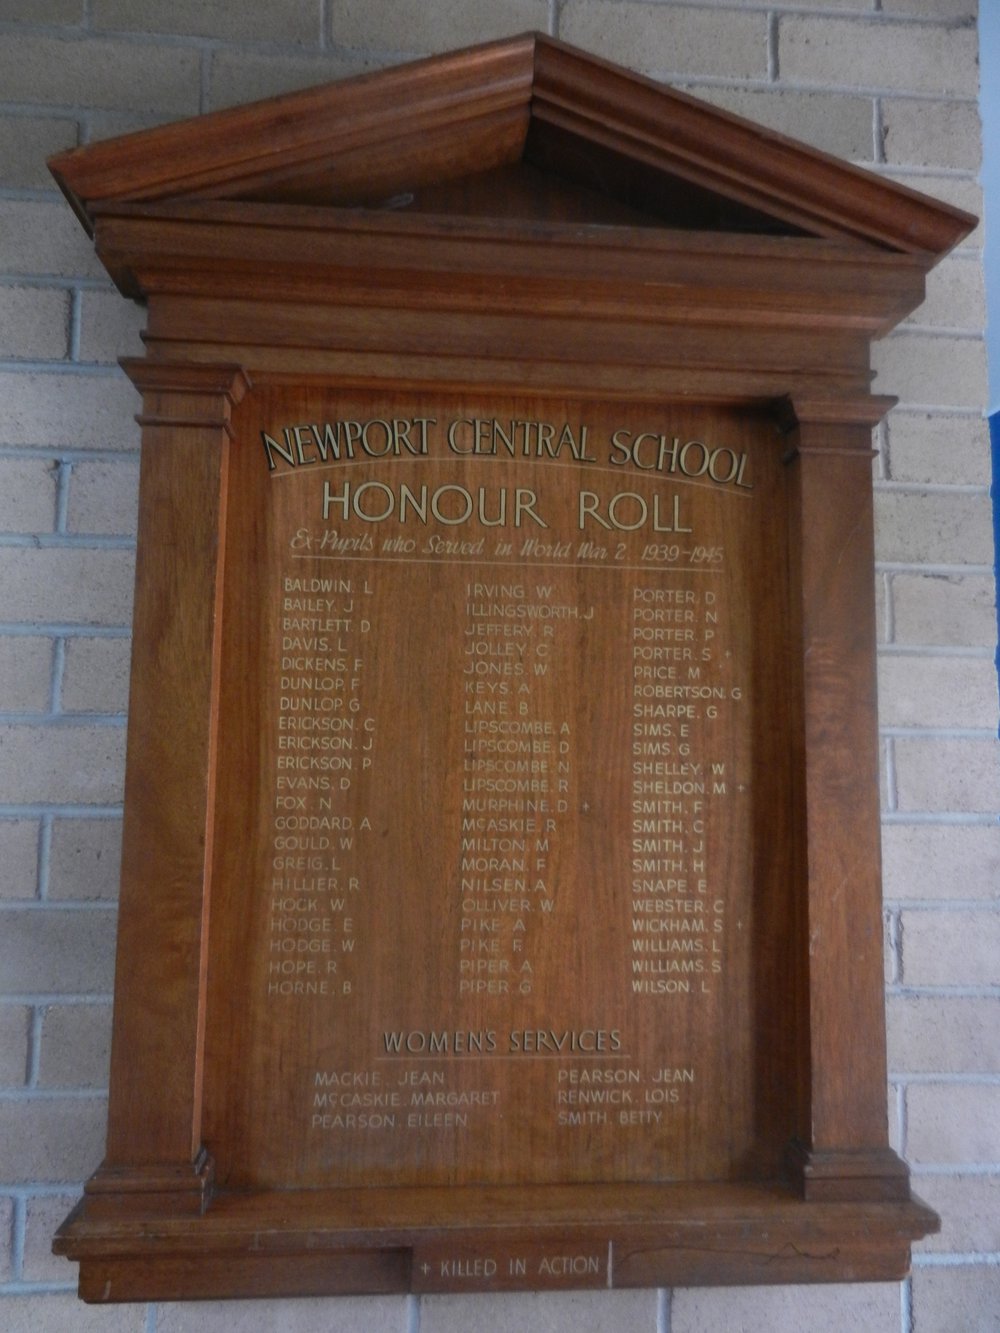 NEWPORT CENTRAL SCHOOL
HONOUR ROLL
Ex-Pupils who Served in World War 2. 1939-1945
BALDWIN. L
BAILEY. J
BARTLETT. D
DAVIS. L
DICKENS. F
DUNLOP. F
DUNLOP. G
ERICKSON. C
ERICKSON. J
ERICKSON. P
EVANS. D
FOX. N
GODDARD. A
GOULD. W
GREIG. L
HILLIER. R
HOCK. W
HODGE. E
HODGE. W
HOPE. R
HORNE. B
IRVING. W
ILLINGSWORTH. J
JEFFERY. R
JOLLEY. C
JONES. W
KEYS. A
LANE. B
LIPSCOMBE. A
LIPSCOMBE. D
LIPSCOMBE. N
LIPSCOMBE. R
MURPHINE. D +
McASKIE. R
MILTON. M
MORAN. F
NILSEN. A
OLLIVER. W
PIKE. A
PIKE. F.
PIPER. A
PIPER. G
PORTER. D
PORTER. N
PORTER. P
PORTER. S +
PRICE. M
ROBERTSON. G
SHARPE. G
SIMS. E
SIMS. G
SHELLEY. W
SHELDON. M +
SMITH. F
SMITH. C
SMITH. J
SMITH. H
SNAPE. E
WEBSTER. C
WICKHAM. S +
WILLIAMS. L
WILLIAMS. S
WILSON. L
WOMEN'S SERVICES
MACKIE. JEAN
McCASKIE. MARGARET
PEARSON. EILEEN
PEARSON. JEAN
RENWICK. LOIS
SMITH. BETTY
+ KILLED IN ACTION